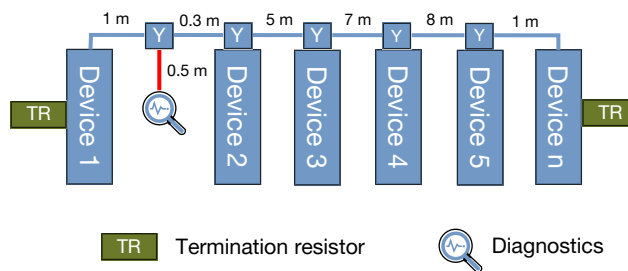 1 m 0.3 m 5 m 7 m 8 m 1 m
Y Y Y Y Y
0.5 m
TR Device 1 Device 2 Device 3 Device 4 Device 5 Device n TR
TR Termination resistor Diagnostics